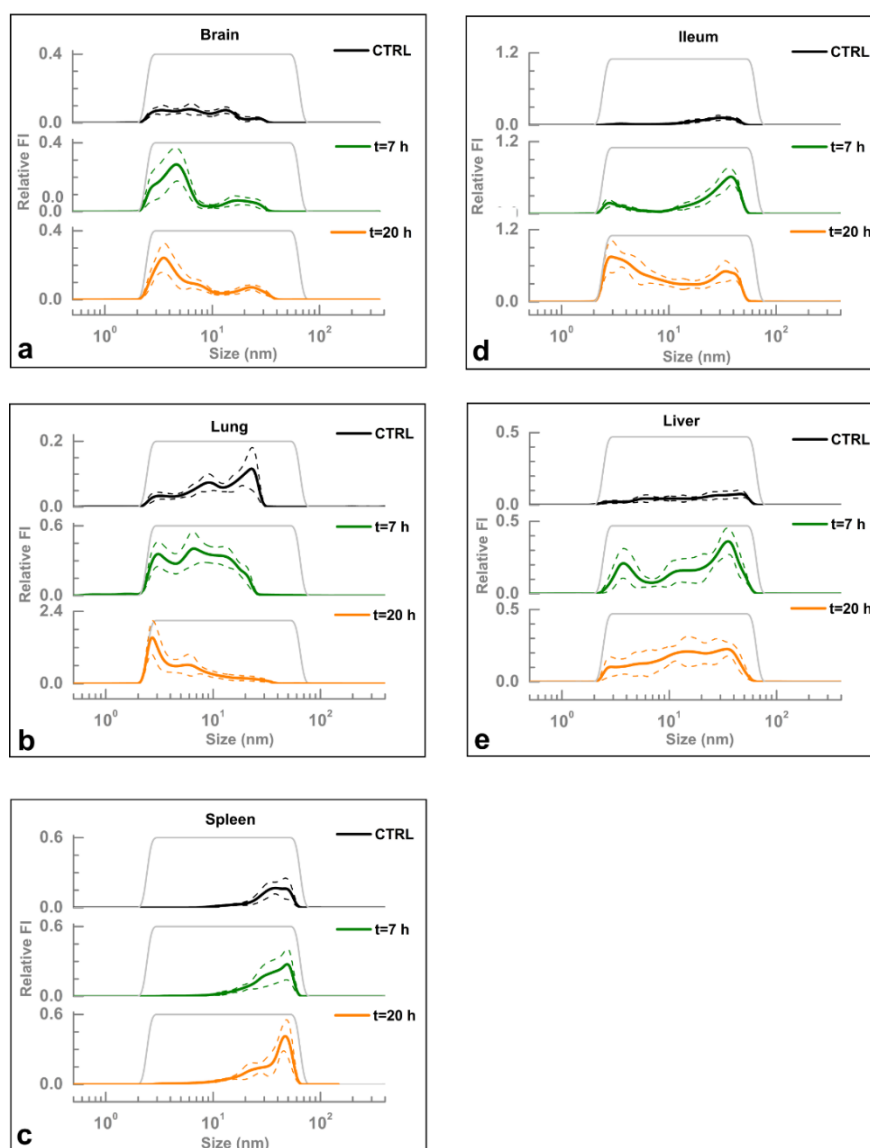 Brain
CTRL
0.4
0.0
t=7 h
0.4
0.0
0.0
t=20 h
0.4
0.0
Relative FI
10⁰ 10¹ 10²
Size (nm)
a
Ileum
CTRL
1.2
0.0
t=7 h
1.2
t=20 h
1.2
0.0
Relative FI
10⁰ 10¹ 10²
Size (nm)
d
Lung
CTRL
0.2
0.0
t=7 h
0.6
0.0
t=20 h
2.4
0.0
Relative FI
10⁰ 10¹ 10²
Size (nm)
b
Liver
CTRL
0.5
0.0
t=7 h
0.5
0.0
t=20 h
0.5
0.0
Relative FI
10⁰ 10¹ 10²
Size (nm)
e
Spleen
CTRL
0.6
0.0
t=7 h
0.6
0.0
t=20 h
0.6
0.0
Relative FI
10⁰ 10¹ 10²
Size (nm)
c